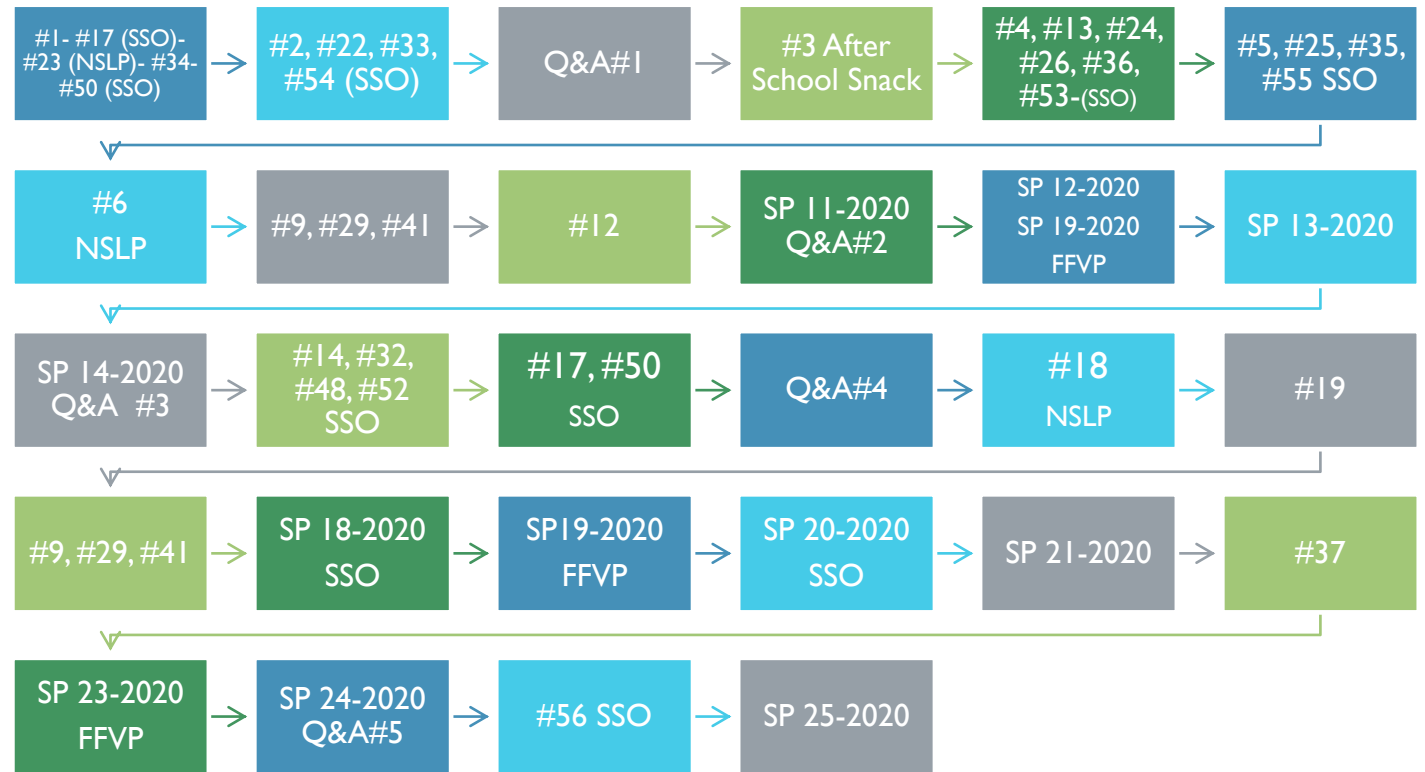 #1- #17 (SSO)-
#23 (NSLP)- #34-
#50 (SSO)
#2, #22, #33,
#54 (SSO)
Q&A#1
#3 After
School Snack
#4, #13, #24,
#26, #36,
#53-(SSO)
#5, #25, #35,
#55 SSO
#6
NSLP
#9, #29, #41
#12
SP 11-2020
Q&A#2
SP 12-2020
SP 19-2020
FFVP
SP 13-2020
SP 14-2020
Q&A #3
#14, #32,
#48, #52
SSO
#17, #50
SSO
Q&A#4
#18
NSLP
#19
#9, #29, #41
SP 18-2020
SSO
SP19-2020
FFVP
SP 20-2020
SSO
SP 21-2020
#37
SP 23-2020
FFVP
SP 24-2020
Q&A#5
#56 SSO
SP 25-2020